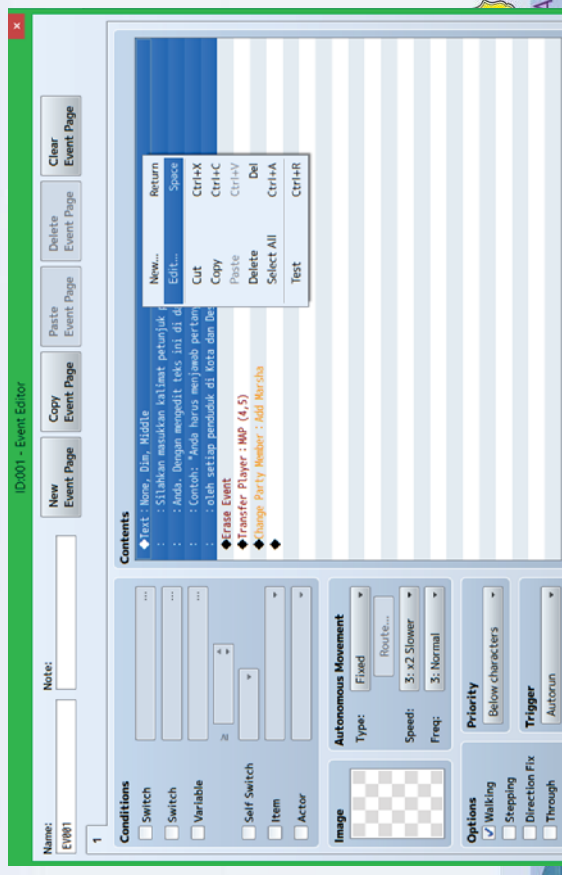 ID:001 - Event Editor
Name:
EV001
Note:
New
Event Page
Copy
Event Page
Paste
Event Page
Delete
Event Page
Clear
Event Page
1
Conditions
Switch
...
Switch
...
Variable
...
≥
Self Switch
Item
Actor
Image
Autonomous Movement
Type: Fixed
Route...
Speed: 3: x2 Slower
Freq: 3: Normal
Options
Walking
Stepping
Direction Fix
Through
Priority
Below characters
Trigger
Autorun
Contents
◆Text : None, Dim, Middle
: : Silahkan masukkan kalimat petunjuk
: : Anda. Dengan mengedit teks ini di
: : Contoh: "Anda harus menjawab
: : oleh setiap penduduk di Kota dan
◆Erase Event
◆Transfer Player : MAP (4,5)
◆Change Party Member : Add Marsha
◆
New... Return
Edit... Space
Cut Ctrl+X
Copy Ctrl+C
Paste Ctrl+V
Delete Del
Select All Ctrl+A
Test Ctrl+R